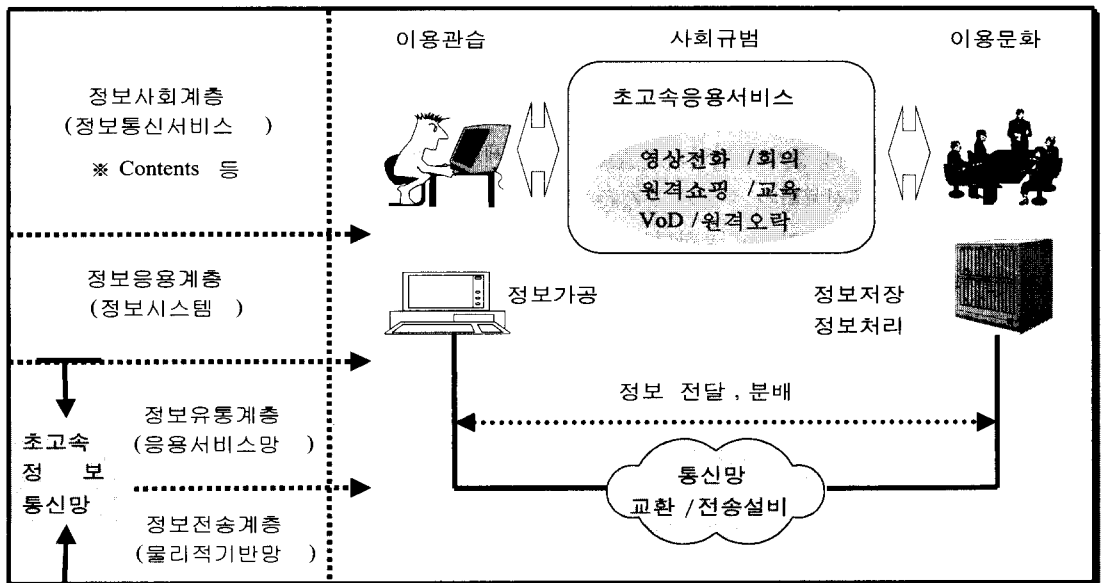 이용관습
사회규범
이용문화
정보사회계층
(정보통신서비스 )
※ Contents 등
초고속응용서비스
영상전화 /회의
원격쇼핑 /교육
VoD /원격오락
정보응용계층
(정보시스템 )
정보가공
정보저장
정보처리
초고속
정 보
통신망
정보유통계층
(응용서비스망 )
정보전송계층
(물리적기반망 )
정보 전달 , 분배
통신망
교환 /전송설비